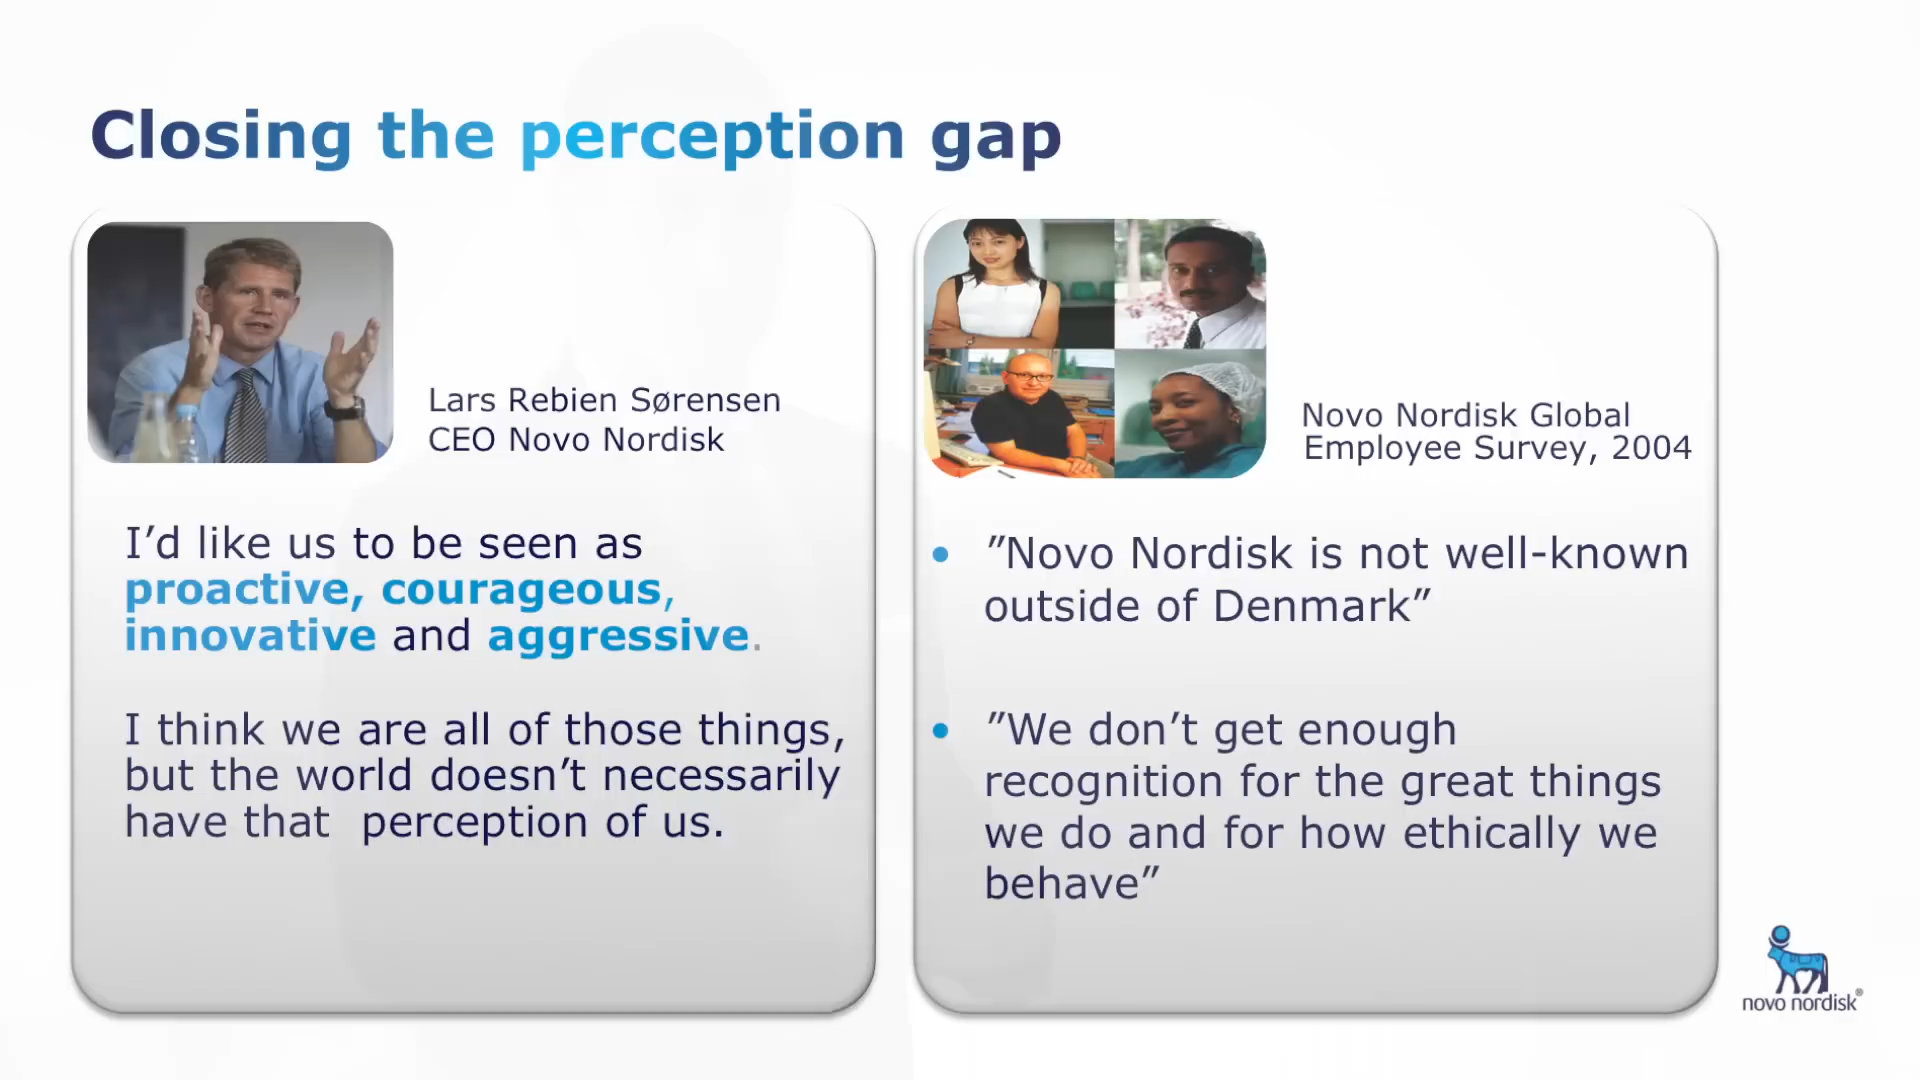 Closing the perception gap
Lars Rebien Sørensen
CEO Novo Nordisk
I’d like us to be seen as
proactive, courageous,
innovative and aggressive.
I think we are all of those things,
but the world doesn’t necessarily
have that perception of us.
Novo Nordisk Global
Employee Survey, 2004
• ”Novo Nordisk is not well-known
outside of Denmark”
• ”We don’t get enough
recognition for the great things
we do and for how ethically we
behave”
novo nordisk®